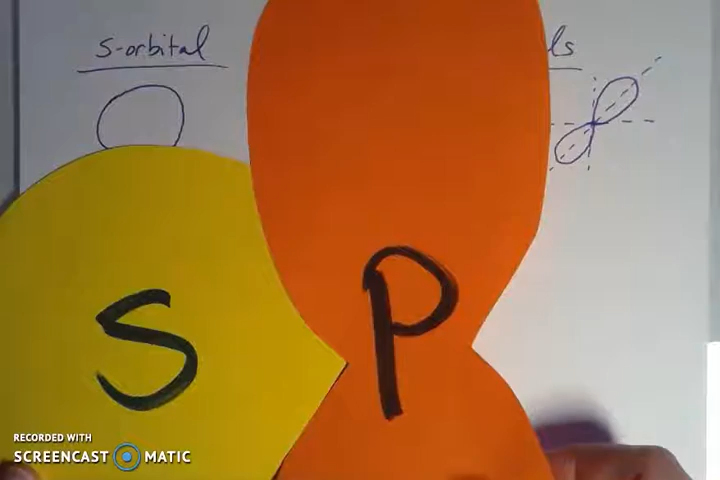 s-orbital
ls
S
P
RECORDED WITH
SCREENCAST MATIC